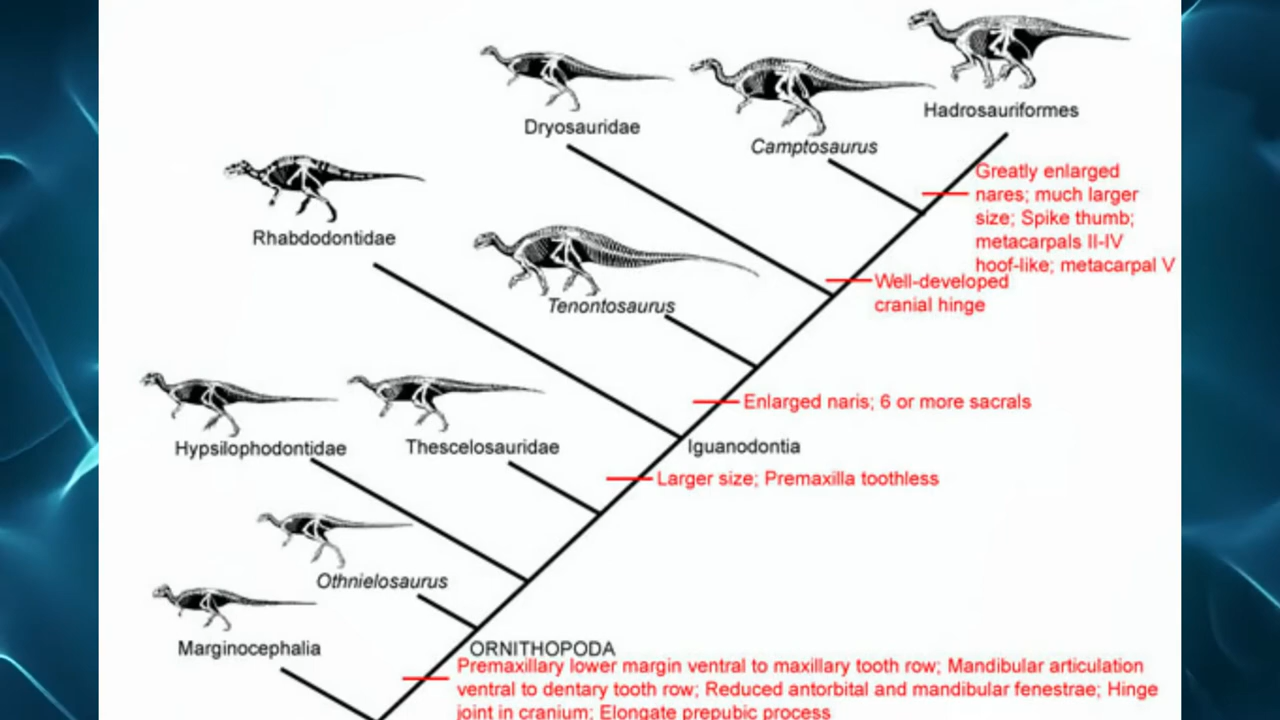 Hadrosauriformes
Dryosauridae
Camptosaurus
Greatly enlarged
nares; much larger
size; Spike thumb;
metacarpals II-IV
hoof-like; metacarpal V
Rhabdodontidae
Well-developed
cranial hinge
Tenontosaurus
Enlarged naris; 6 or more sacrals
Hypsilophodontidae
Thescelosauridae
Iguanodontia
Larger size; Premaxilla toothless
Othnielosaurus
Marginocephalia
ORNITHOPODA
Premaxillary lower margin ventral to maxillary tooth row; Mandibular articulation
ventral to dentary tooth row; Reduced antorbital and mandibular fenestrae; Hinge
joint in cranium; Elongate prepubic process